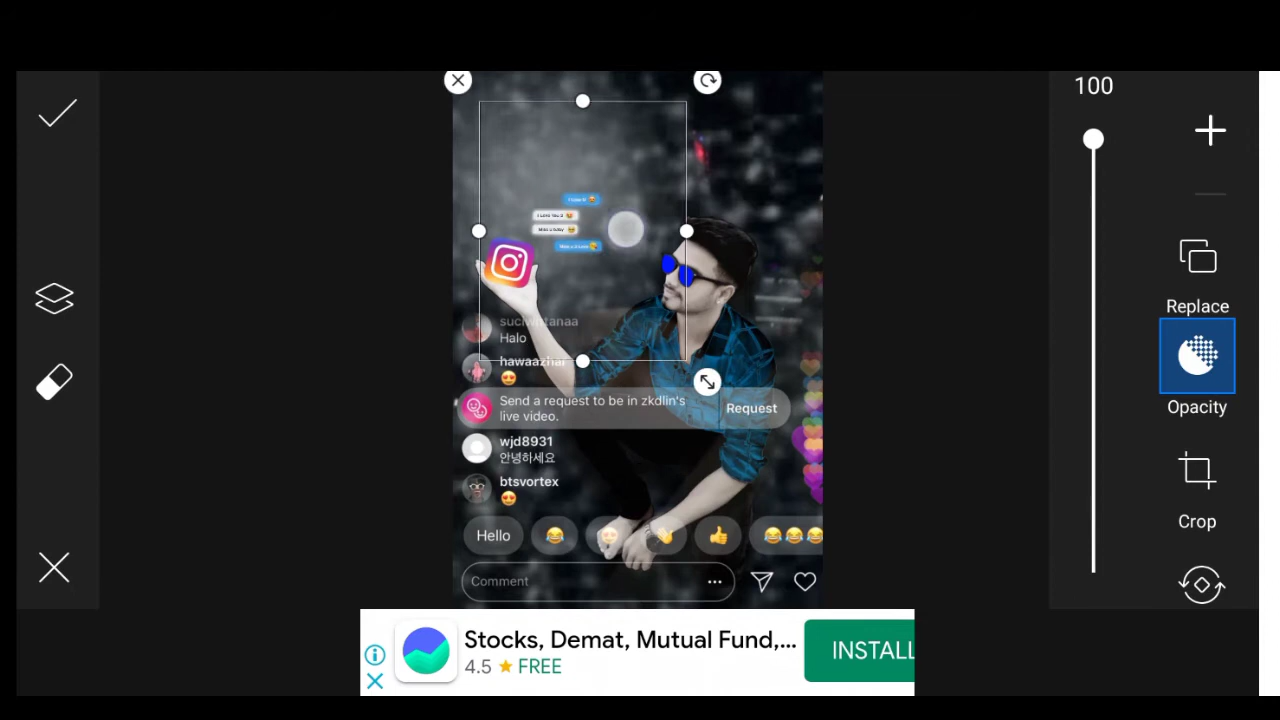 100
Replace
Opacity
Crop
suciwintanaa
Halo
hawaazhar
Send a request to be in zkdlin's
live video.
Request
wjd8931
안녕하세요
btsvortex
Hello
Comment
Stocks, Demat, Mutual Fund,...
4.5 FREE
INSTALL